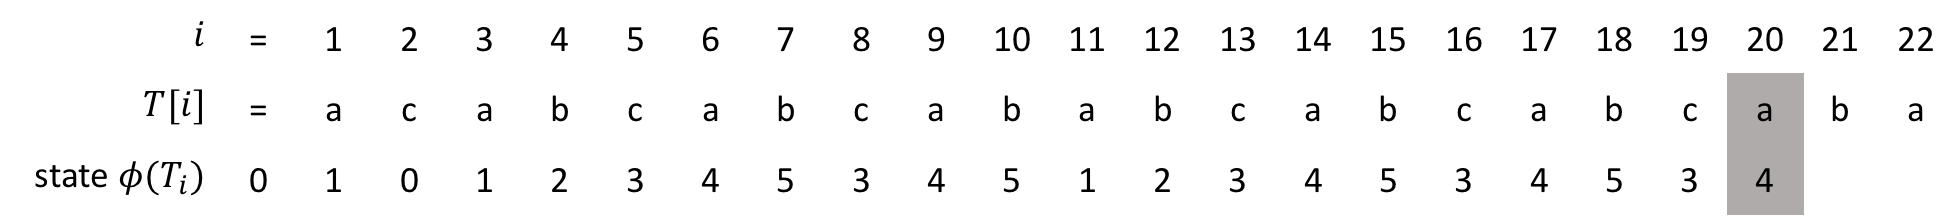 i = 1 2 3 4 5 6 7 8 9 10 11 12 13 14 15 16 17 18 19 20 21 22
T[i] = a c a b c a b c a b a b c a b c a b c a b a
state ϕ(Tᵢ) 0 1 0 1 2 3 4 5 3 4 5 1 2 3 4 5 3 4 5 3 4